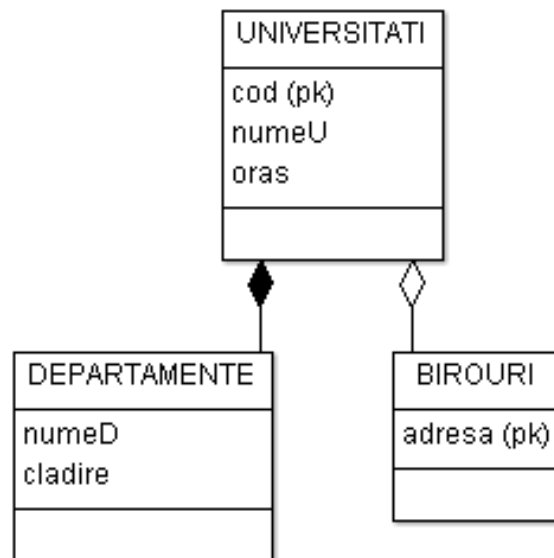 UNIVERSITATI
cod (pk)
numeU
oras
DEPARTAMENTE
numeD
cladire
BIROURI
adresa (pk)